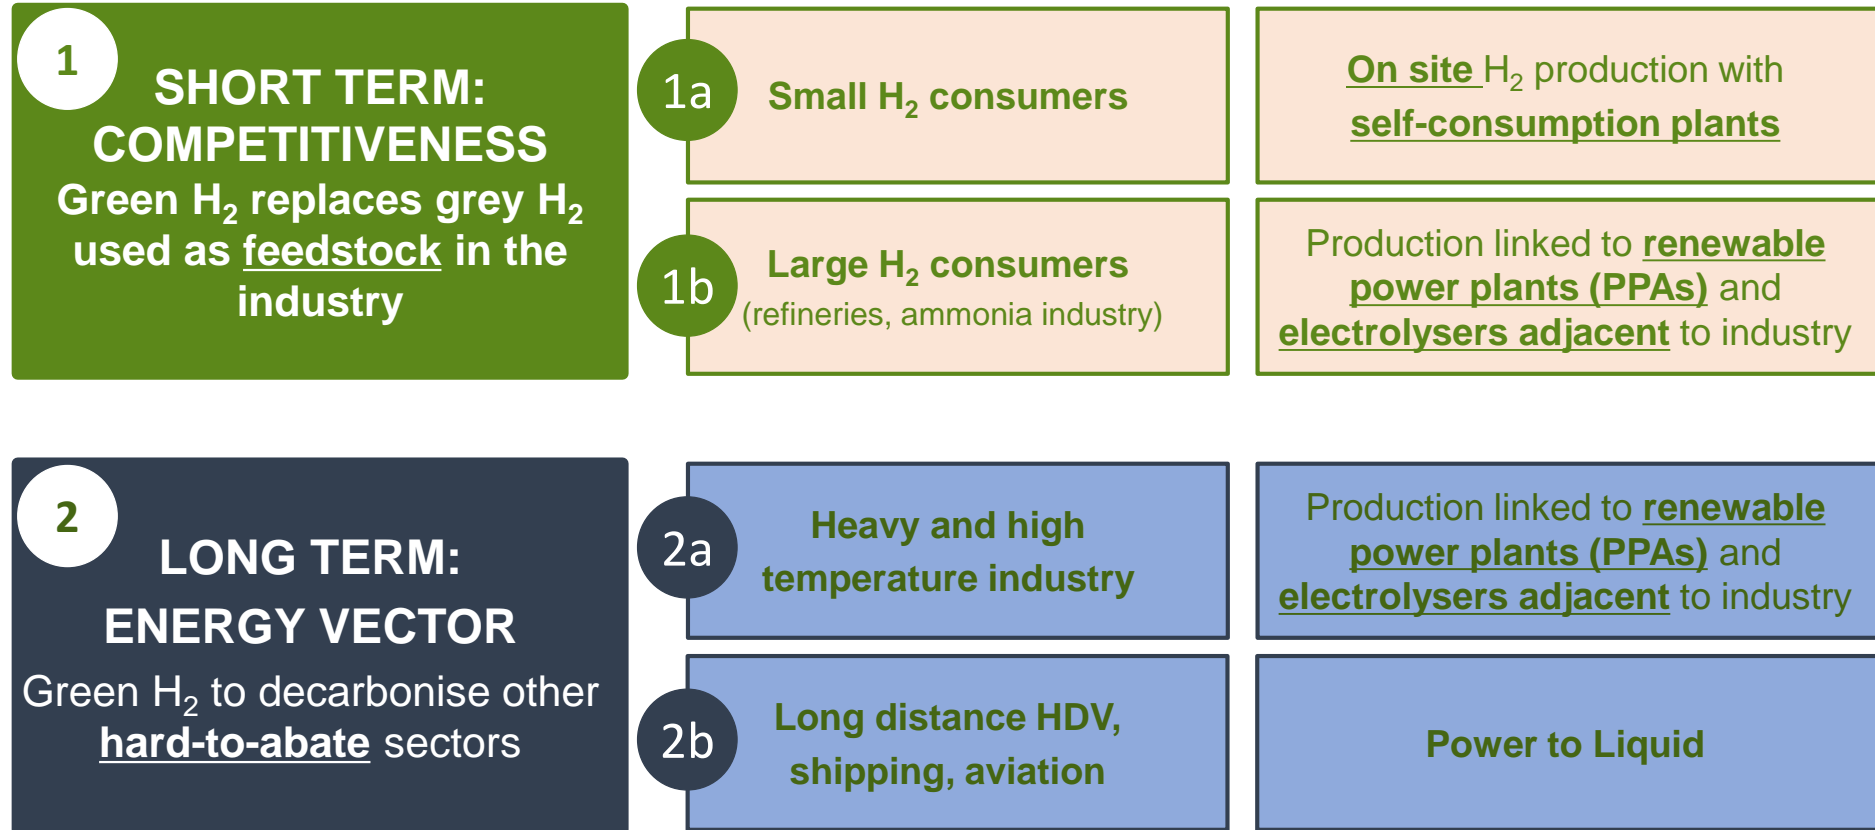 1
SHORT TERM:
COMPETITIVENESS
Green H₂ replaces grey H₂
used as feedstock in the
industry
1a
Small H₂ consumers
On site H₂ production with
self-consumption plants
1b
Large H₂ consumers
(refineries, ammonia industry)
Production linked to renewable
power plants (PPAs) and
electrolysers adjacent to industry
2
LONG TERM:
ENERGY VECTOR
Green H₂ to decarbonise other
hard-to-abate sectors
2a
Heavy and high
temperature industry
Production linked to renewable
power plants (PPAs) and
electrolysers adjacent to industry
2b
Long distance HDV,
shipping, aviation
Power to Liquid